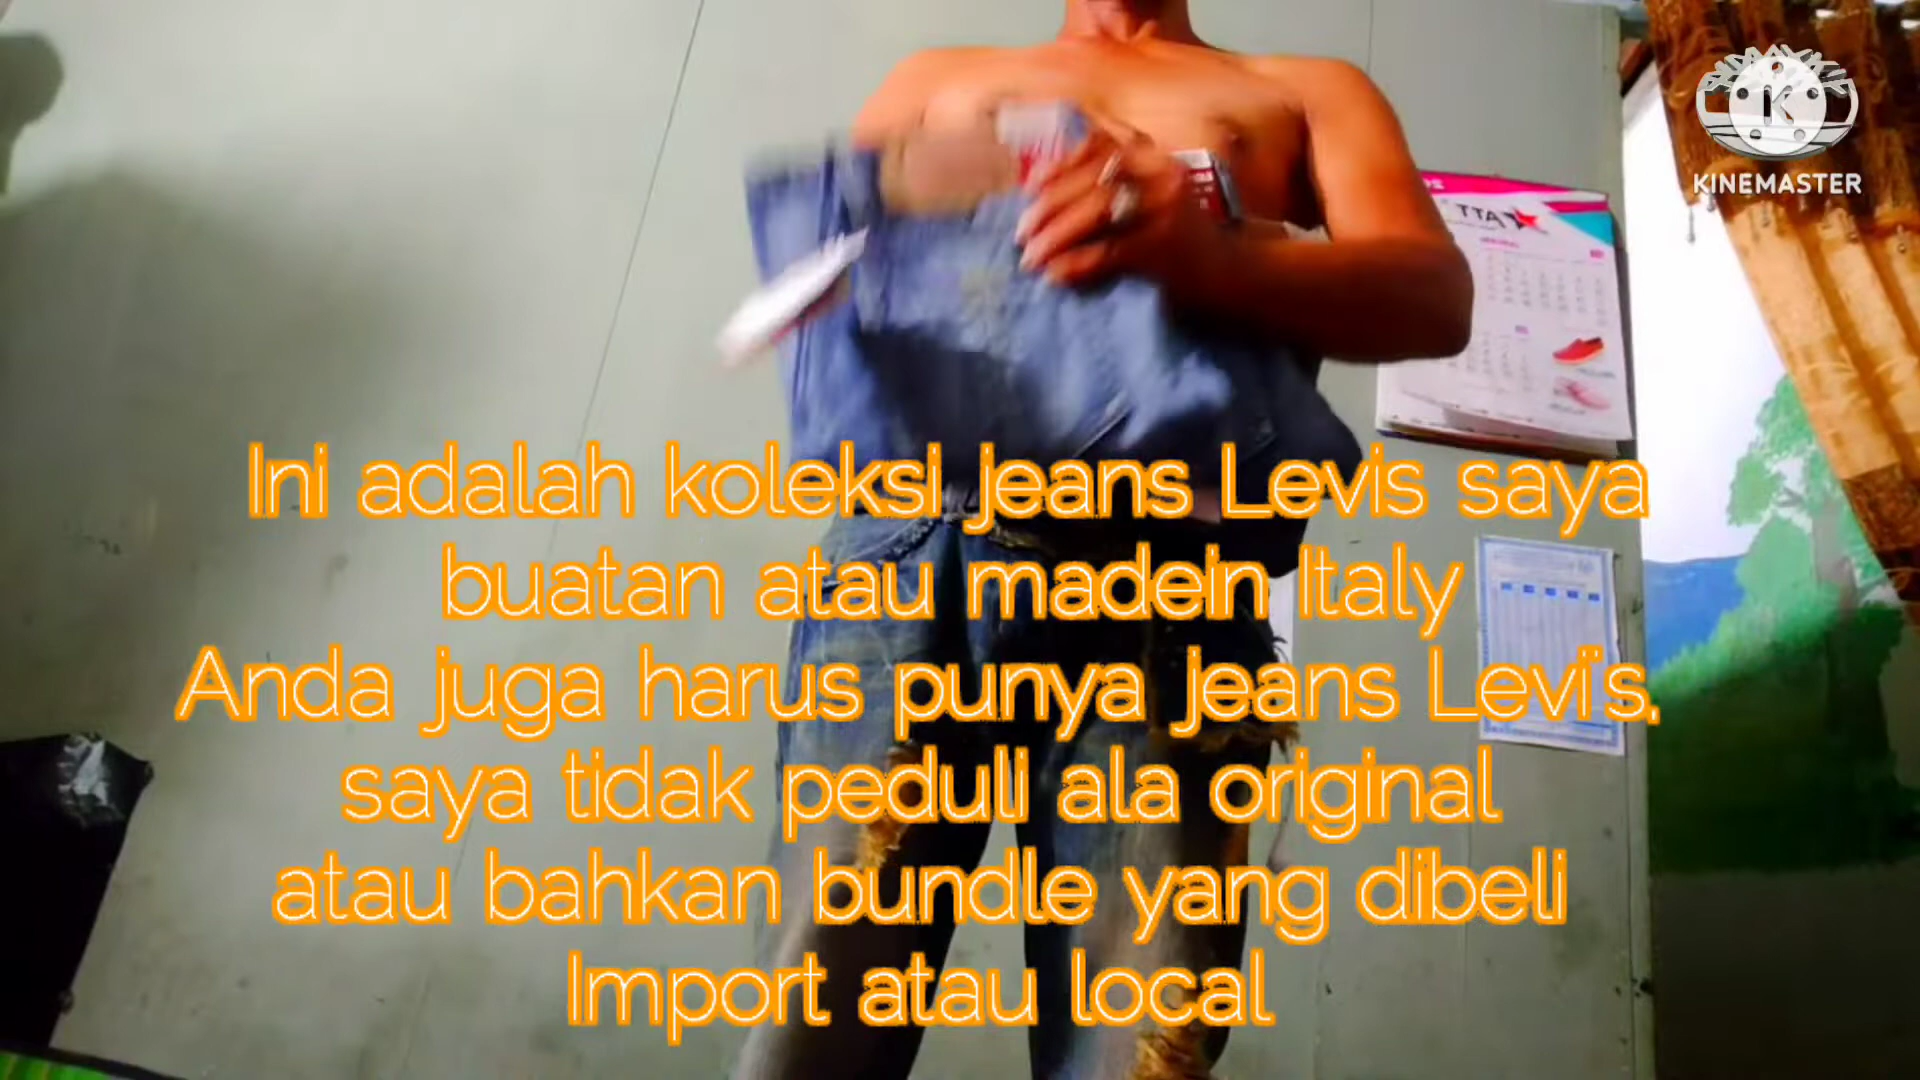 KINEMASTER
TTA
Ini adalah koleksi jeans Levis saya
buatan atau madein Italy
Anda juga harus punya jeans Levi's,
saya tidak peduli ala original
atau bahkan bundle yang dibeli
Import atau local